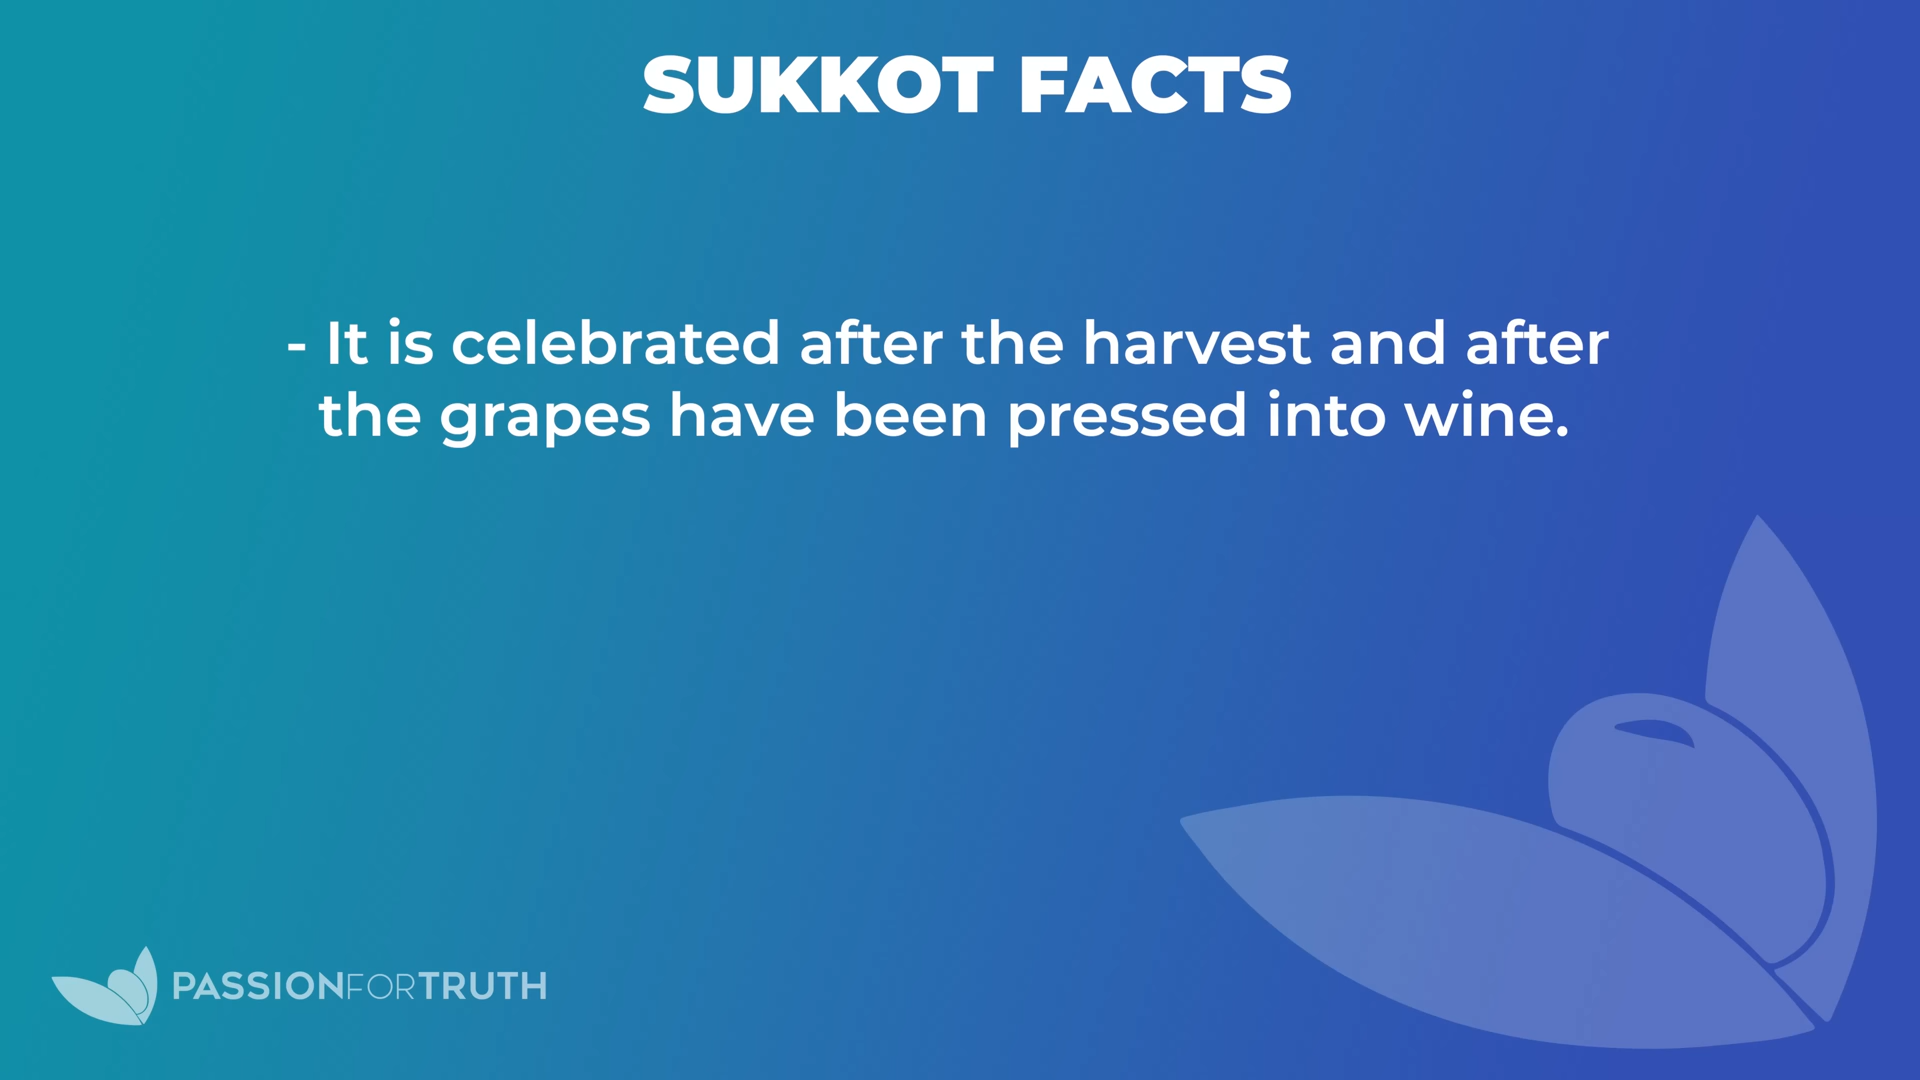 SUKKOT FACTS
- It is celebrated after the harvest and after
the grapes have been pressed into wine.
PASSIONFORTRUTH